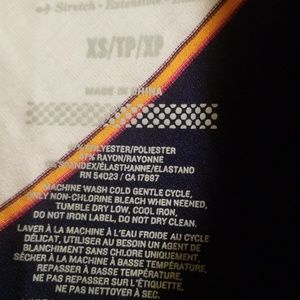 Stretch · Extensible ·
XS/TP/XP
MADE IN CHINA
% POLYESTER/POLIESTER
% RAYON/RAYONNE
% SPANDEX/ÉLASTHANNE/ELASTANO
RN 54023 / CA 17897
MACHINE WASH COLD GENTLE CYCLE,
ONLY NON-CHLORINE BLEACH WHEN NEEDED,
TUMBLE DRY LOW, COOL IRON,
DO NOT IRON LABEL, DO NOT DRY CLEAN.
LAVER À LA MACHINE À L'EAU FROIDE AU CYCLE
DÉLICAT, UTILISER AU BESOIN UN AGENT DE
BLANCHIMENT SANS CHLORE UNIQUEMENT,
SÉCHER À LA MACHINE À BASSE TEMPÉRATURE,
REPASSER À BASSE TEMPÉRATURE,
NE PAS REPASSER SUR L'ÉTIQUETTE,
NE PAS NETTOYER À SEC.